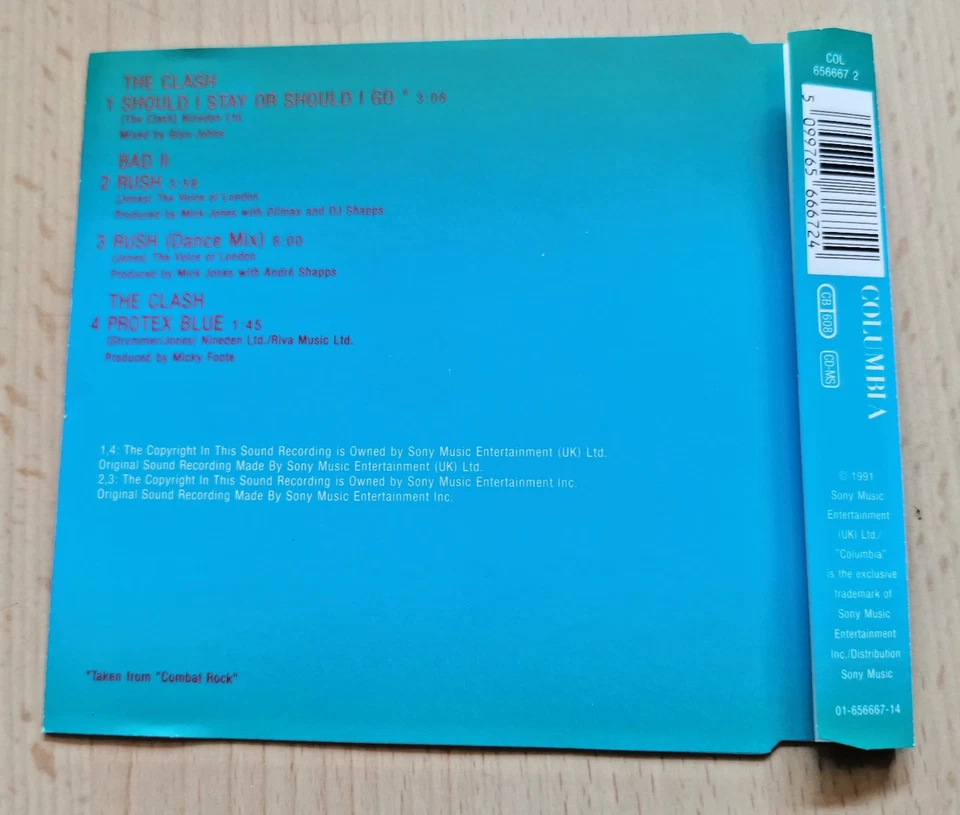 THE CLASH
1 SHOULD I STAY OR SHOULD I GO * 3:06
(The Clash) Nineden Ltd.
Mixed by Glyn Johns
BAD II
2 RUSH 3:58
(Jones) The Voice of London
Produced by Mick Jones with Olimax and DJ Shapps
3 RUSH (Dance Mix) 6:00
(Jones) The Voice of London
Produced by Mick Jones with André Shapps
THE CLASH
4 PROTEX BLUE 1:45
(Strummer/Jones) Nineden Ltd./Riva Music Ltd.
Produced by Micky Foote
1,4: The Copyright In This Sound Recording is Owned by Sony Music Entertainment (UK) Ltd.
Original Sound Recording Made By Sony Music Entertainment (UK) Ltd.
2,3: The Copyright In This Sound Recording is Owned by Sony Music Entertainment Inc.
Original Sound Recording Made By Sony Music Entertainment Inc.
*Taken from "Combat Rock"
COL
656667 2
5 099765 666724
COLUMBIA
CB 608
CD-MS
© 1991
Sony Music
Entertainment
(UK) Ltd./
"Columbia"
is the exclusive
trademark of
Sony Music
Entertainment
Inc./Distribution
Sony Music
01-656667-14